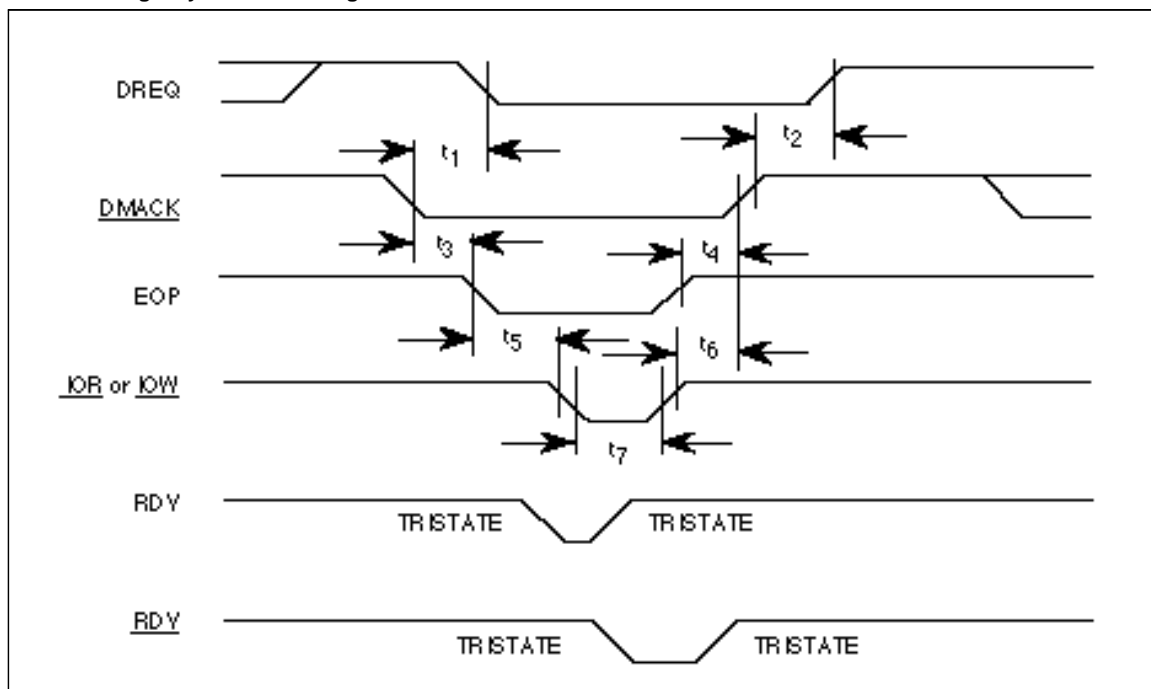 DREQ
t1
t2
DMACK
t3
t4
EOP
t5
t6
IOR or IOW
t7
RDY
TRISTATE
TRISTATE
RDY
TRISTATE
TRISTATE